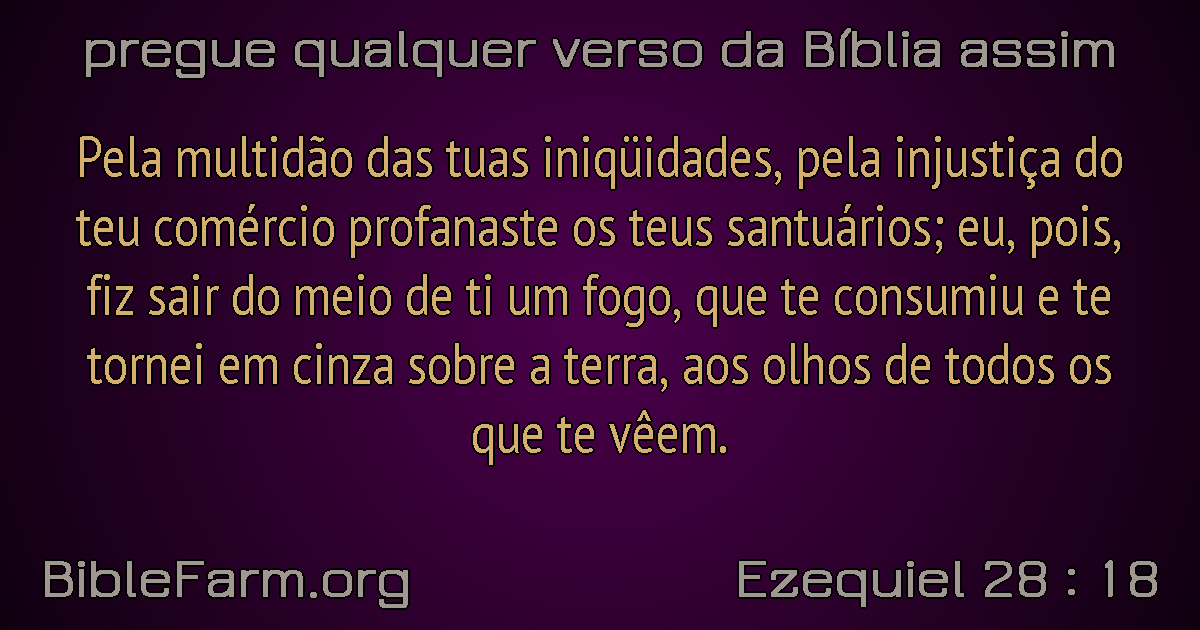 pregue qualquer verso da Bíblia assim
Pela multidão das tuas iniqüidades, pela injustiça do
teu comércio profanaste os teus santuários; eu, pois,
fiz sair do meio de ti um fogo, que te consumiu e te
tornei em cinza sobre a terra, aos olhos de todos os
que te vêem.
BibleFarm.org
Ezequiel 28 : 18